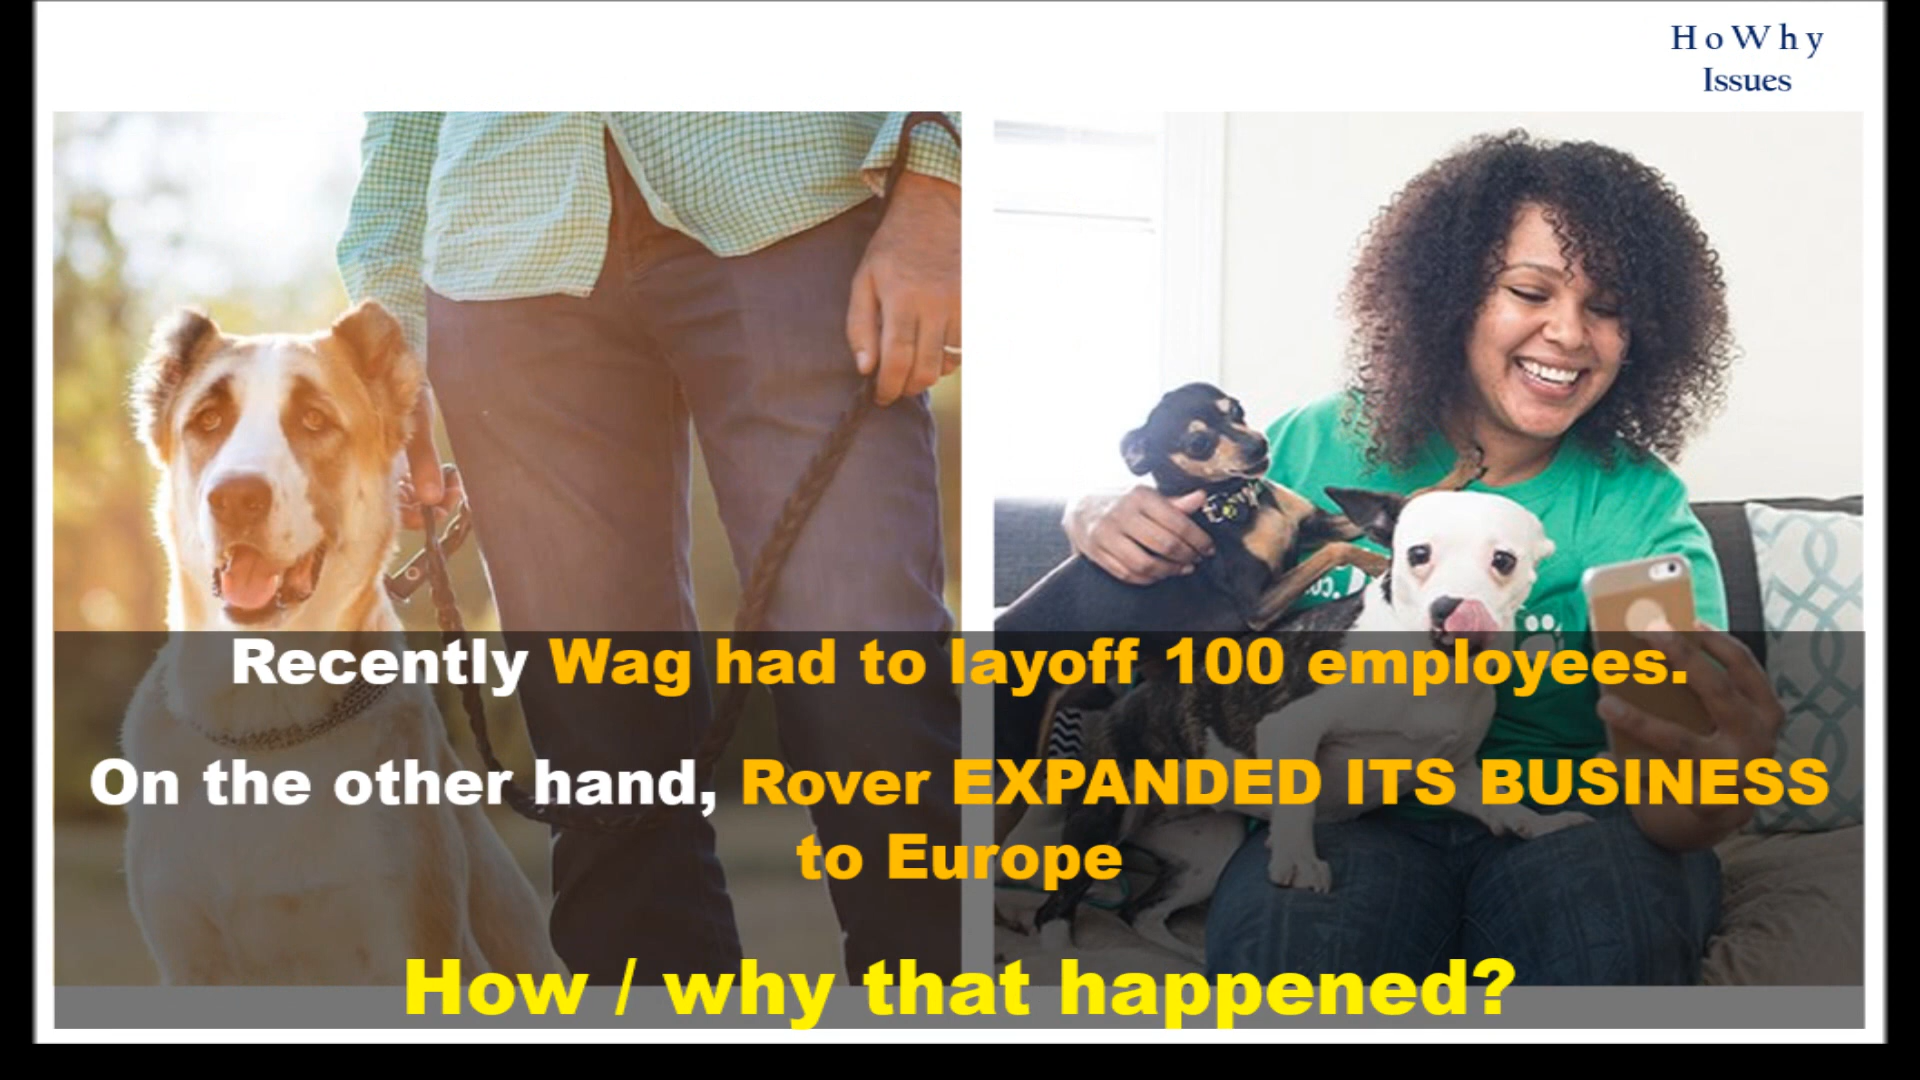 HoWhy
Issues
Recently Wag had to layoff 100 employees.
On the other hand, Rover EXPANDED ITS BUSINESS
to Europe
How / why that happened?